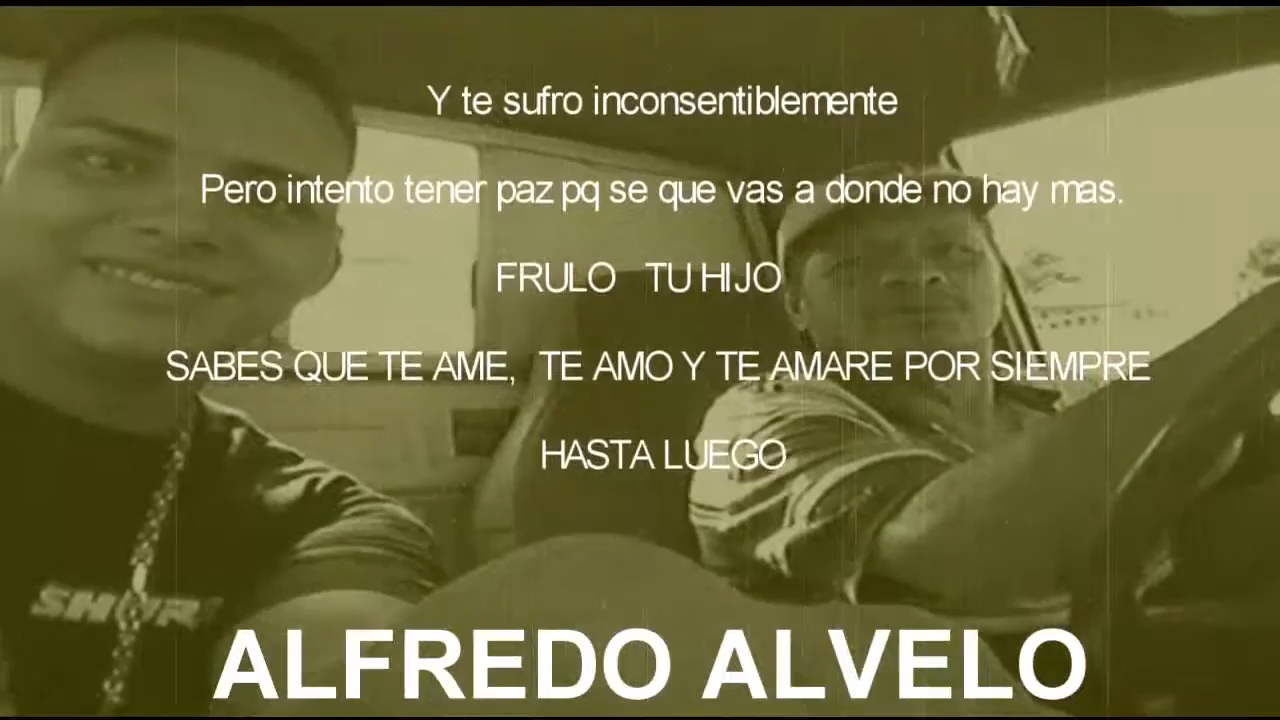 Y te sufro inconsentiblemente
Pero intento tener paz pq se que vas a donde no hay mas.
FRULO TU HIJO
SABES QUE TE AME, TE AMO Y TE AMARE POR SIEMPRE
HASTA LUEGO
SHUR
ALFREDO ALVELO